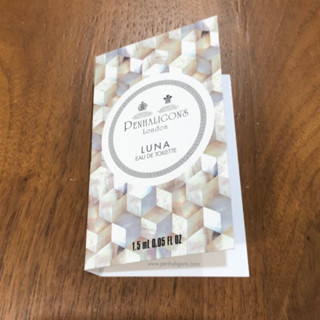 PENHALIGON'S
London
LUNA
EAU DE TOILETTE
1.5 ml 0.05 FL OZ
www.penhaligons.com